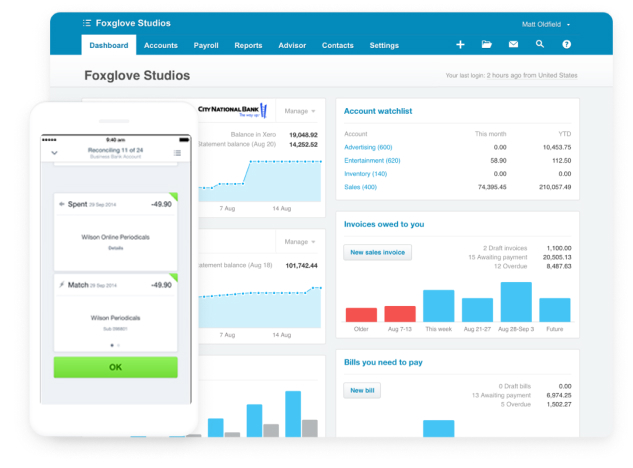 Foxglove Studios
Matt Oldfield
Dashboard Accounts Payroll Reports Advisor Contacts Settings
Foxglove Studios
Your last login: 2 hours ago from United States
CITY NATIONAL BANK
The way up.
Manage
Balance in Xero 19,048.92
Statement balance (Aug 20) 14,252.52
7 Aug 14 Aug
Manage
atement balance (Aug 18) 101,742.44
7 Aug 14 Aug
Account watchlist
Account This month YTD
Advertising (600) 0.00 10,453.75
Entertainment (620) 58.90 112.50
Inventory (140) 0.00 0.00
Sales (400) 74,395.45 210,057.49
Invoices owed to you
New sales invoice
2 Draft invoices 1,100.00
15 Awaiting payment 20,505.13
12 Overdue 8,487.63
Older Aug 7-13 This week Aug 21-27 Aug 28-Sep 3 Future
Bills you need to pay
New bill
0 Draft bills 0.00
13 Awaiting payment 6,974.25
5 Overdue 1,502.27
9:40 am
Reconciling 11 of 24
Business Bank Account
Spent 29 Sep 2014 -49.90
Wilson Online Periodicals
Details
Match 28 Sep 2014 -49.90
Wilson Periodicals
OK